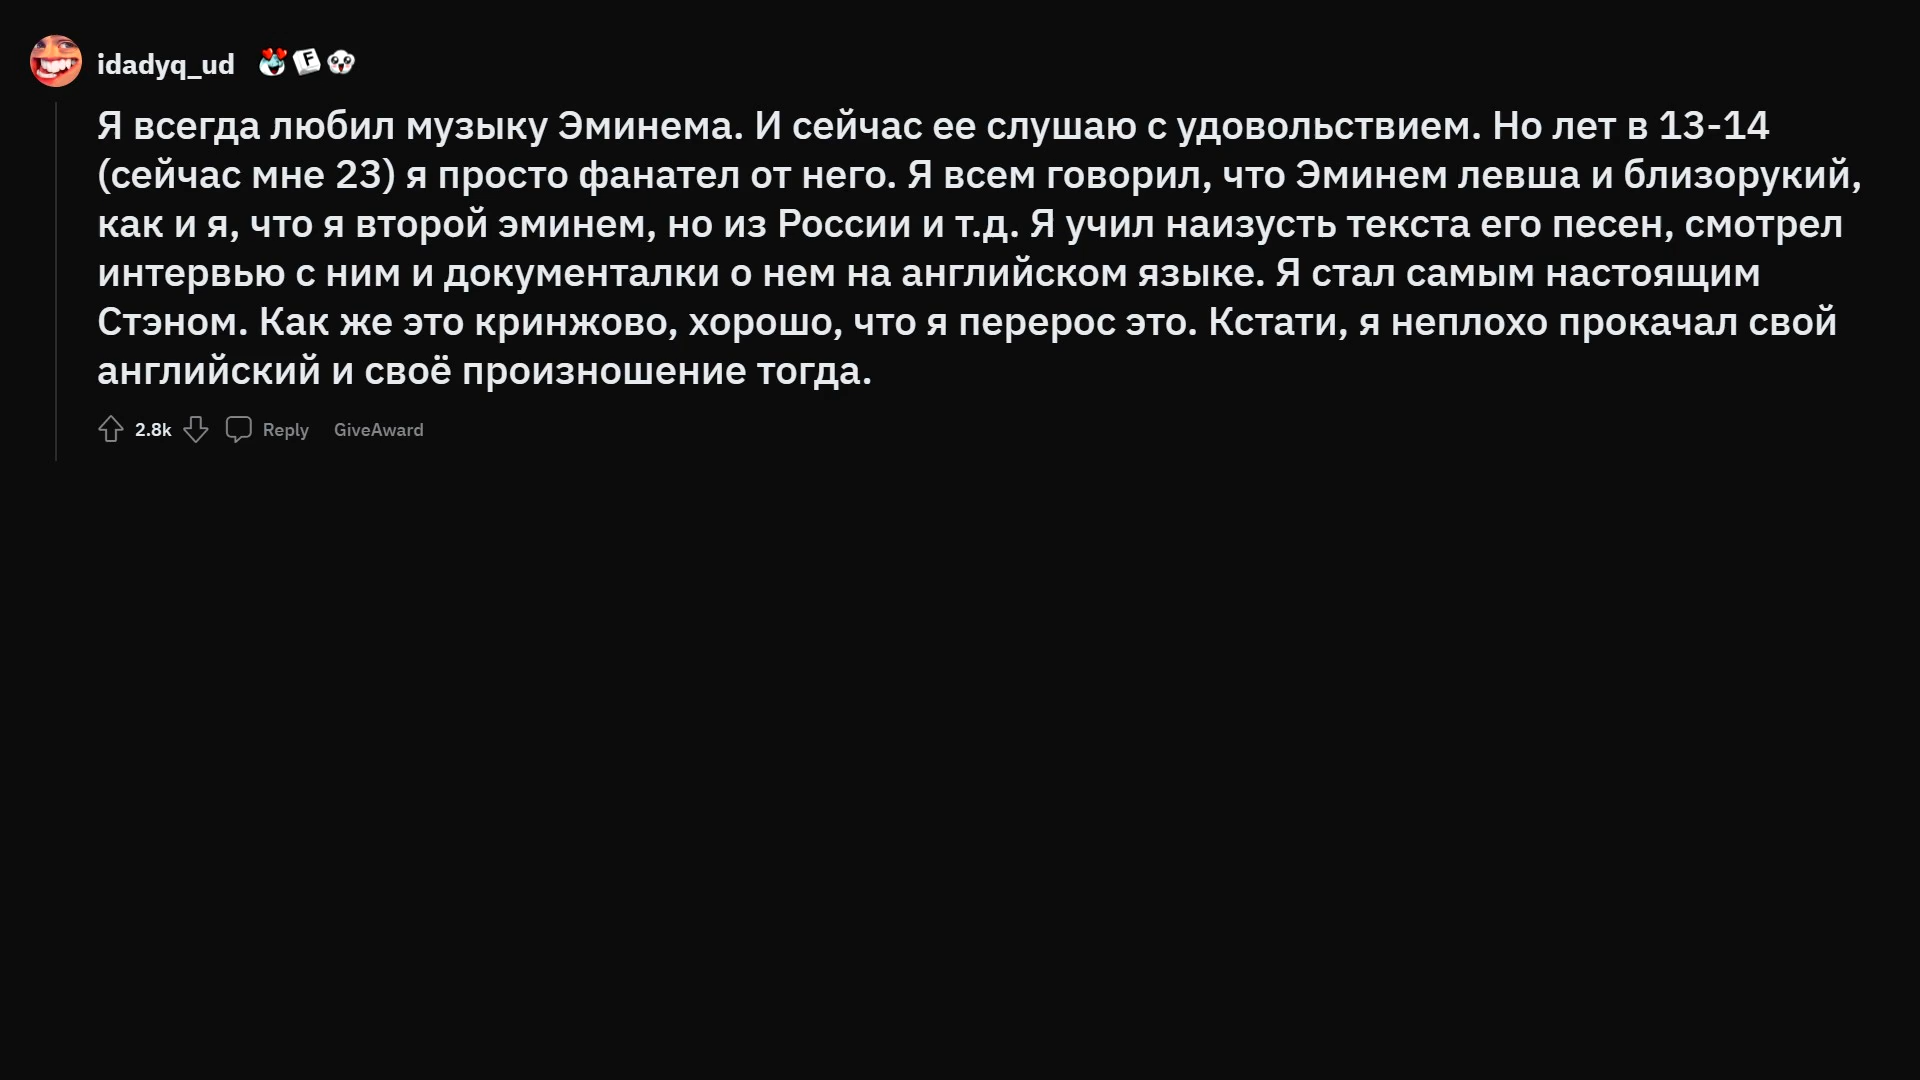 idadyq_ud
Я всегда любил музыку Эминема. И сейчас ее слушаю с удовольствием. Но лет в 13-14
(сейчас мне 23) я просто фанател от него. Я всем говорил, что Эминем левша и близорукий,
как и я, что я второй эминем, но из России и т.д. Я учил наизусть текста его песен, смотрел
интервью с ним и документалки о нем на английском языке. Я стал самым настоящим
Стэном. Как же это кринжово, хорошо, что я перерос это. Кстати, я неплохо прокачал свой
английский и своё произношение тогда.
2.8k Reply GiveAward